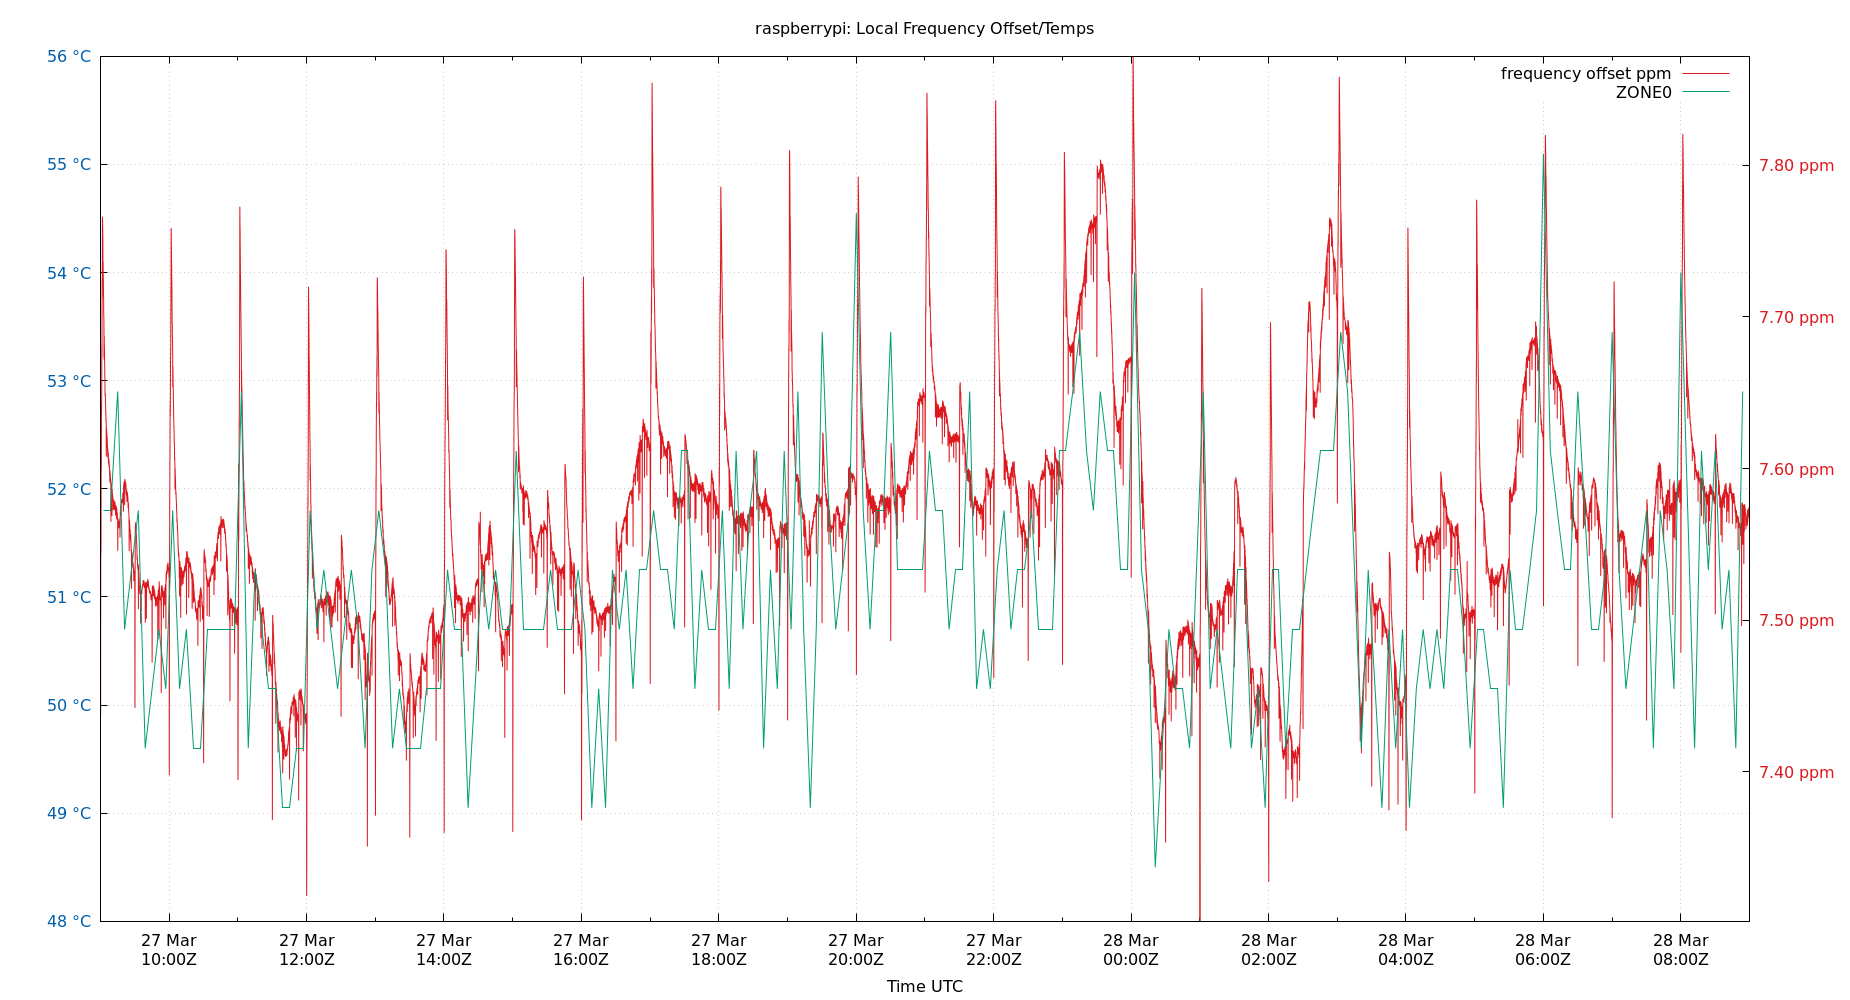 raspberrypi: Local Frequency Offset/Temps
56 °C
55 °C
54 °C
53 °C
52 °C
51 °C
50 °C
49 °C
48 °C
frequency offset ppm
ZONE0
7.80 ppm
7.70 ppm
7.60 ppm
7.50 ppm
7.40 ppm
27 Mar
10:00Z
27 Mar
12:00Z
27 Mar
14:00Z
27 Mar
16:00Z
27 Mar
18:00Z
27 Mar
20:00Z
27 Mar
22:00Z
28 Mar
00:00Z
28 Mar
02:00Z
28 Mar
04:00Z
28 Mar
06:00Z
28 Mar
08:00Z
Time UTC